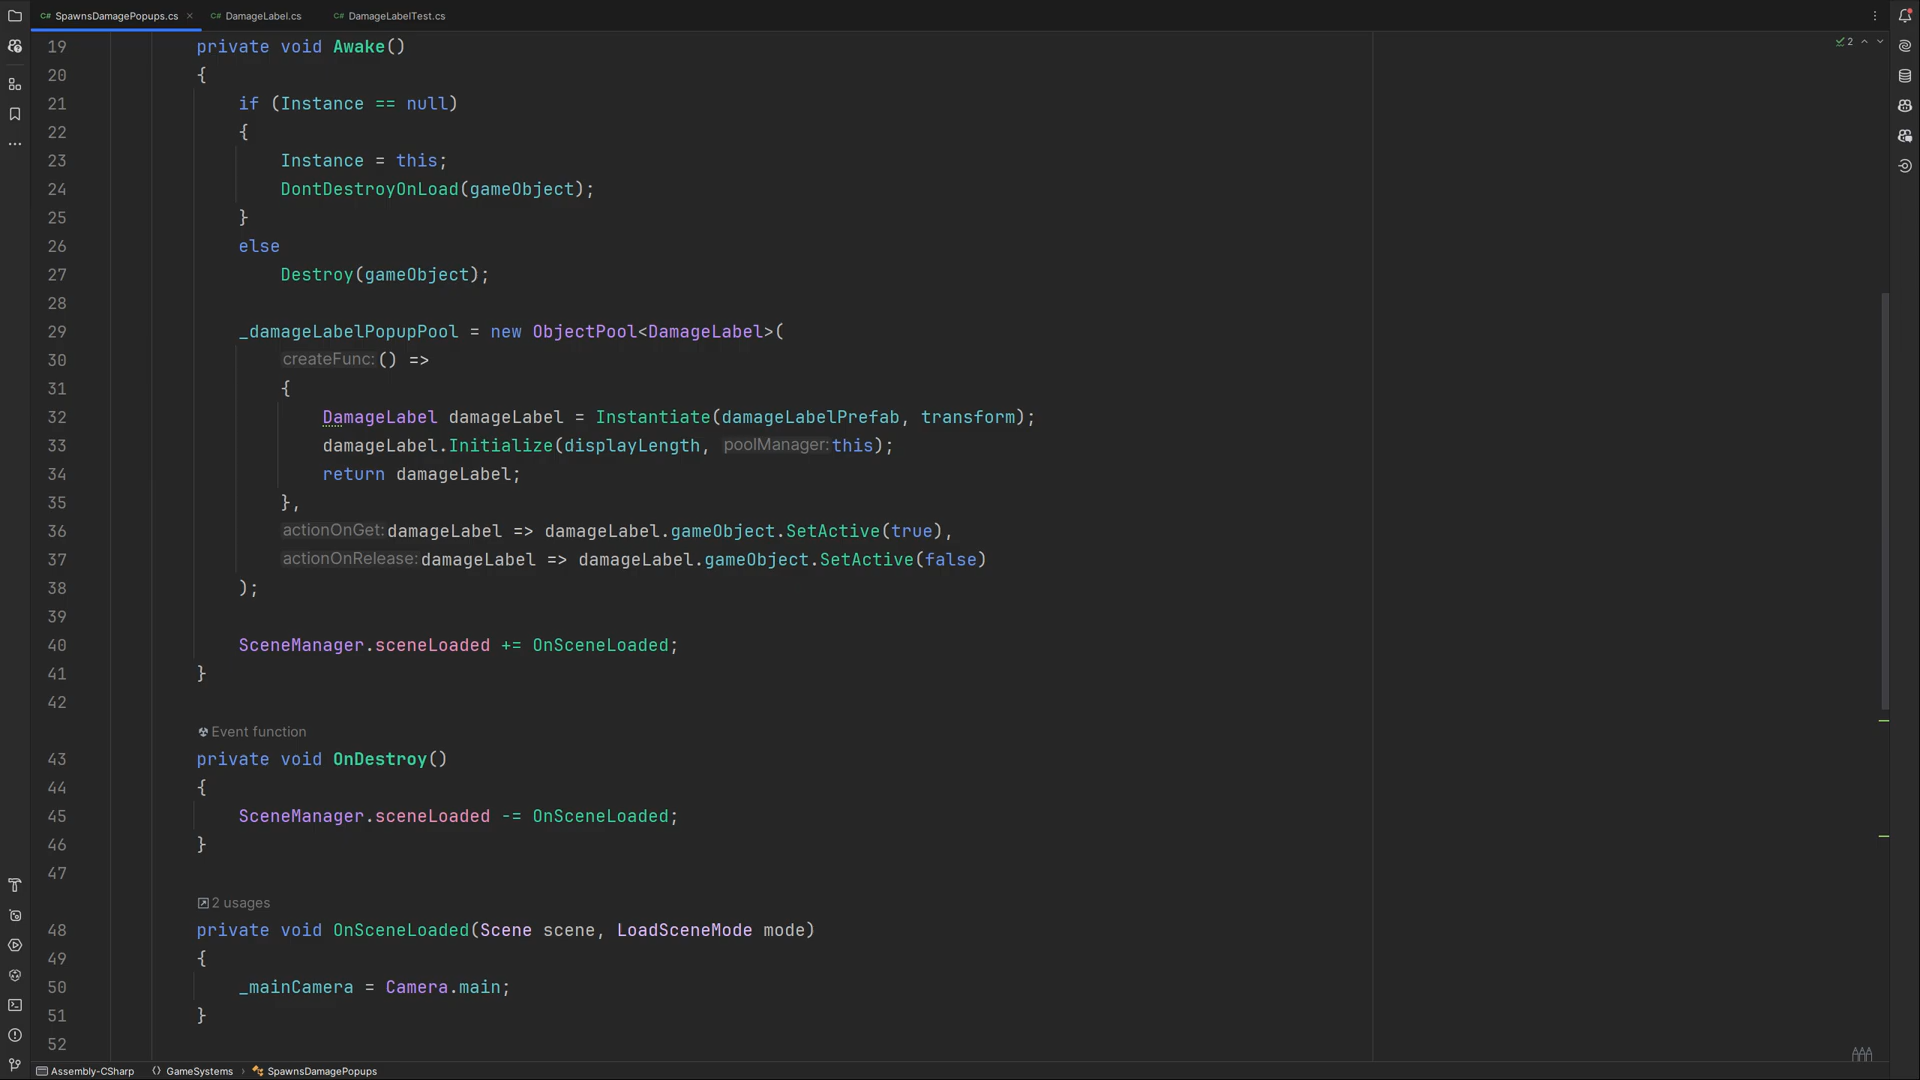 SpawnsDamagePopups.cs DamageLabel.cs DamageLabelTest.cs
2
19 private void Awake()
20 {
21 if (Instance == null)
22 {
23 Instance = this;
24 DontDestroyOnLoad(gameObject);
25 }
26 else
27 Destroy(gameObject);
28
29 _damageLabelPopupPool = new ObjectPool<DamageLabel>(
30 createFunc: () =>
31 {
32 DamageLabel damageLabel = Instantiate(damageLabelPrefab, transform);
33 damageLabel.Initialize(displayLength, poolManager: this);
34 return damageLabel;
35 },
36 actionOnGet: damageLabel => damageLabel.gameObject.SetActive(true),
37 actionOnRelease: damageLabel => damageLabel.gameObject.SetActive(false)
38 );
39
40 SceneManager.sceneLoaded += OnSceneLoaded;
41 }
42
Event function
43 private void OnDestroy()
44 {
45 SceneManager.sceneLoaded -= OnSceneLoaded;
46 }
47
2 usages
48 private void OnSceneLoaded(Scene scene, LoadSceneMode mode)
49 {
50 _mainCamera = Camera.main;
51 }
52
Assembly-CSharp GameSystems SpawnsDamagePopups